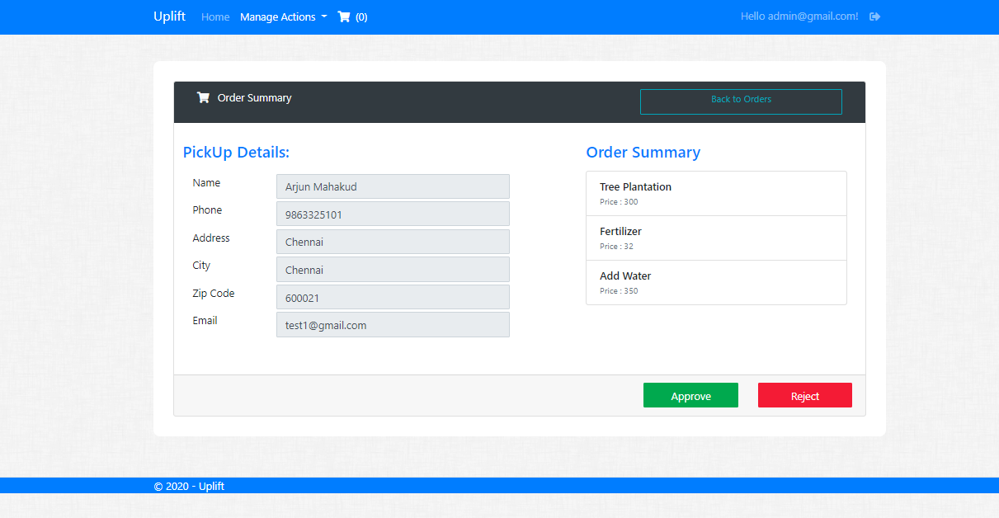 Uplift Home Manage Actions (0) Hello admin@gmail.com!
Order Summary Back to Orders
PickUp Details:
Name Arjun Mahakud
Phone 9863325101
Address Chennai
City Chennai
Zip Code 600021
Email test1@gmail.com
Order Summary
Tree Plantation
Price : 300
Fertilizer
Price : 32
Add Water
Price : 350
Approve Reject
© 2020 - Uplift